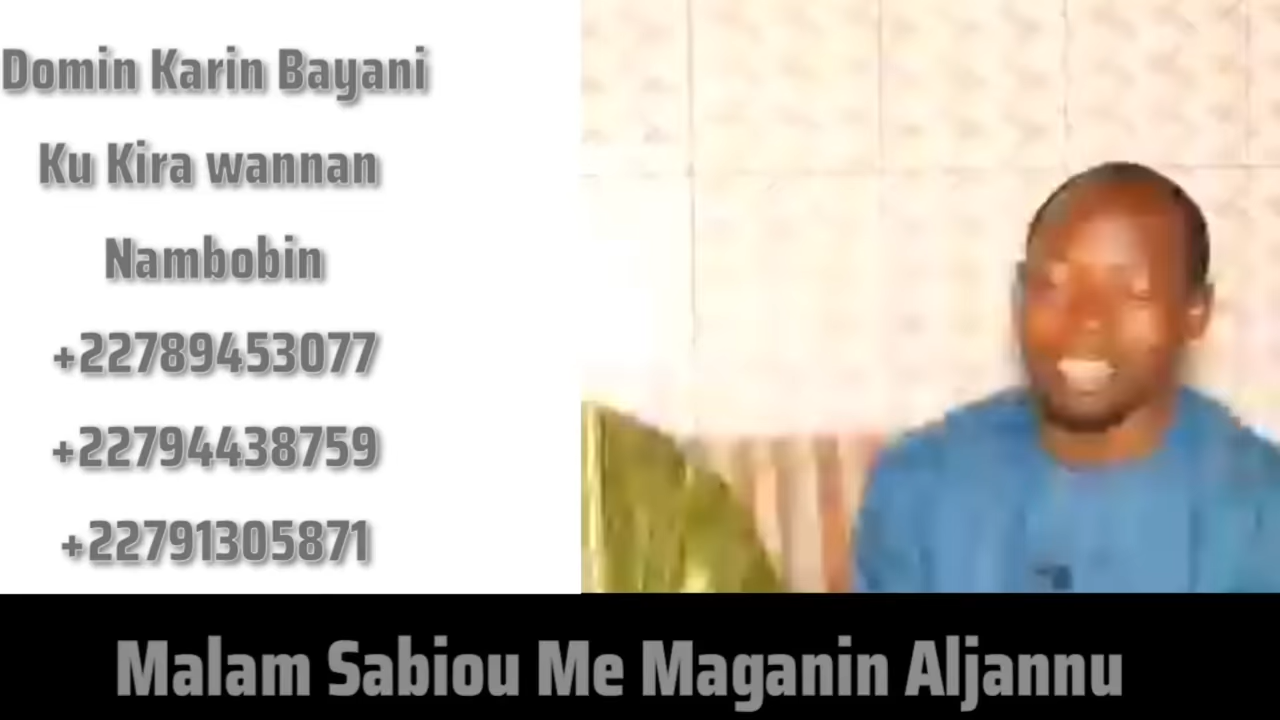 Domin Karin Bayani
Ku Kira wannan
Nambobin
+22789453077
+22794438759
+22791305871
Malam Sabiou Me Maganin Aljannu